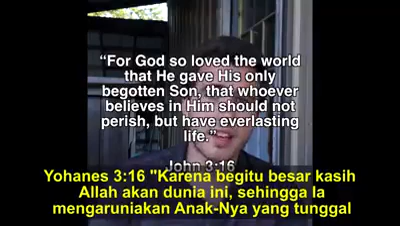 “For God so loved the world
that He gave His only
begotten Son, that whoever
believes in Him should not
perish, but have everlasting
life.”
John 3:16
Yohanes 3:16 "Karena begitu besar kasih
Allah akan dunia ini, sehingga Ia
mengaruniakan Anak-Nya yang tunggal